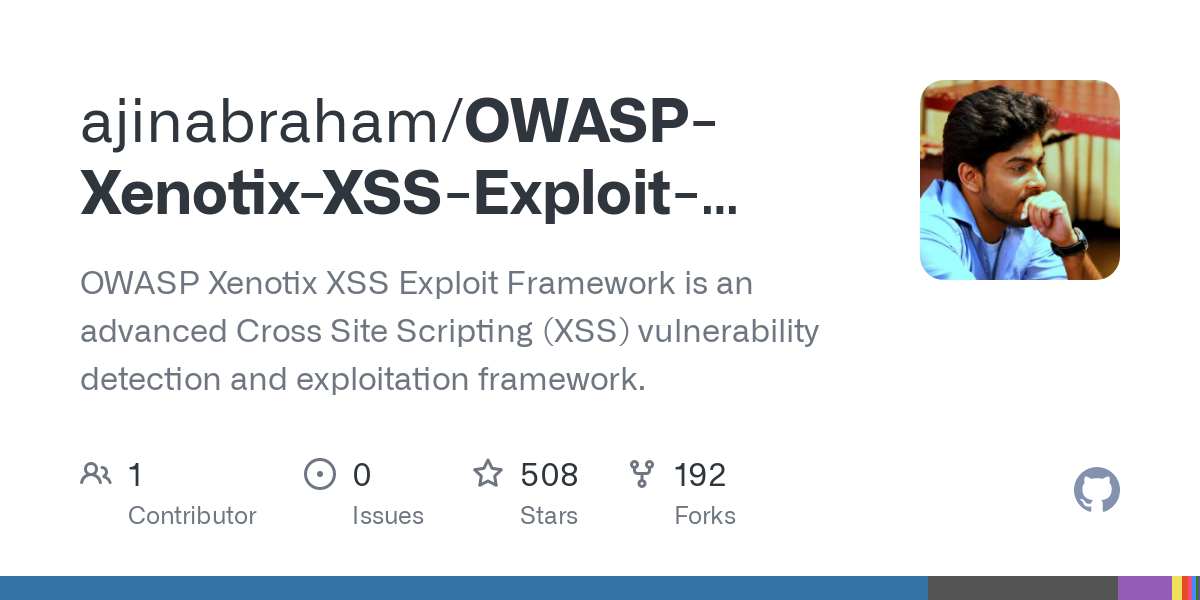 ajinabraham/OWASP-
Xenotix-XSS-Exploit-...
OWASP Xenotix XSS Exploit Framework is an
advanced Cross Site Scripting (XSS) vulnerability
detection and exploitation framework.
1 0 508 192
Contributor Issues Stars Forks